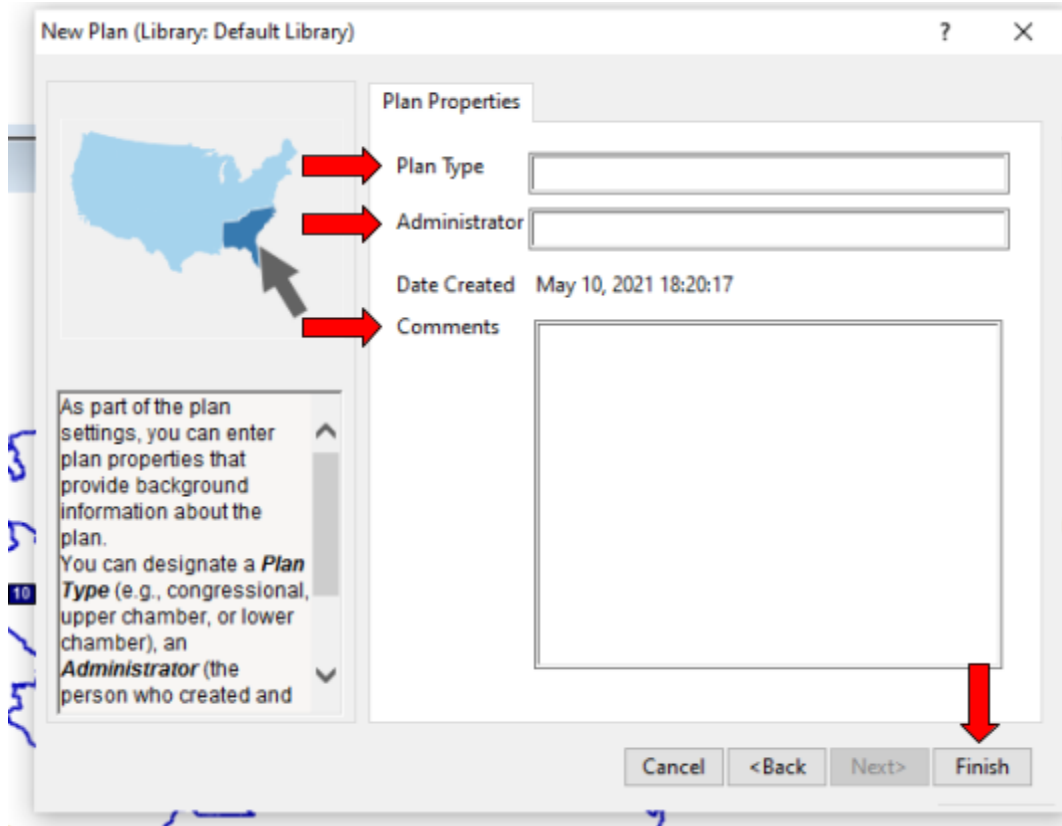 New Plan (Library: Default Library)
?
Plan Properties
Plan Type
Administrator
Date Created May 10, 2021 18:20:17
Comments
As part of the plan
settings, you can enter
plan properties that
provide background
information about the
plan.
You can designate a Plan
Type (e.g., congressional,
upper chamber, or lower
chamber), an
Administrator (the
person who created and
10
Cancel <Back Next> Finish